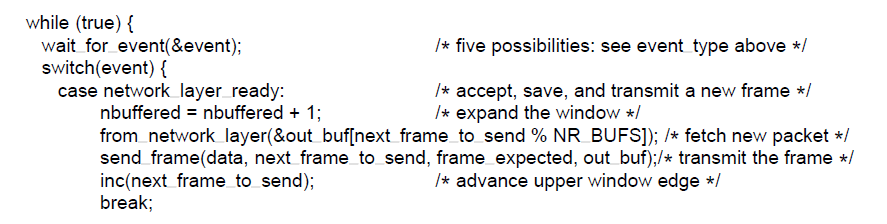 while (true) {
wait_for_event(&event); /* five possibilities: see event_type above */
switch(event) {
case network_layer_ready: /* accept, save, and transmit a new frame */
nbuffered = nbuffered + 1; /* expand the window */
from_network_layer(&out_buf[next_frame_to_send % NR_BUFS]); /* fetch new packet */
send_frame(data, next_frame_to_send, frame_expected, out_buf);/* transmit the frame */
inc(next_frame_to_send); /* advance upper window edge */
break;